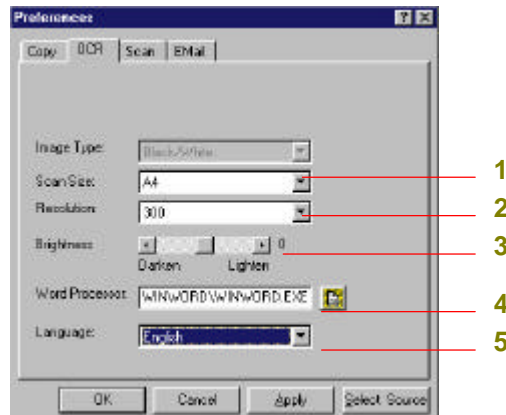 Preferences
Copy OCR Scan EMail
Image Type: Black/White
Scan Size: A4 1
Resolution: 300 2
Brightness 0 3
Darken Lighten
Word Processor: WINWORD\WINWORD.EXE 4
Language: English 5
OK Cancel Apply Select Source